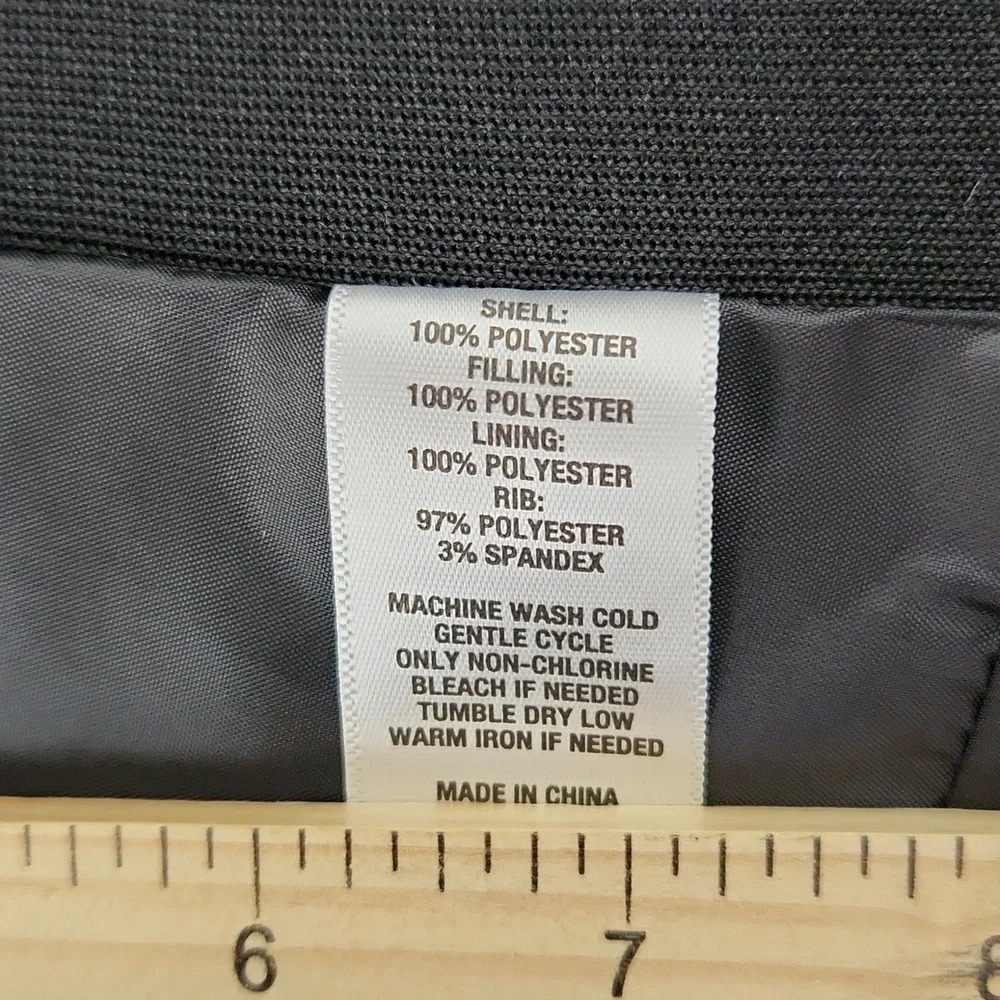 SHELL:
100% POLYESTER
FILLING:
100% POLYESTER
LINING:
100% POLYESTER
RIB:
97% POLYESTER
3% SPANDEX
MACHINE WASH COLD
GENTLE CYCLE
ONLY NON-CHLORINE
BLEACH IF NEEDED
TUMBLE DRY LOW
WARM IRON IF NEEDED
MADE IN CHINA
6 7 8